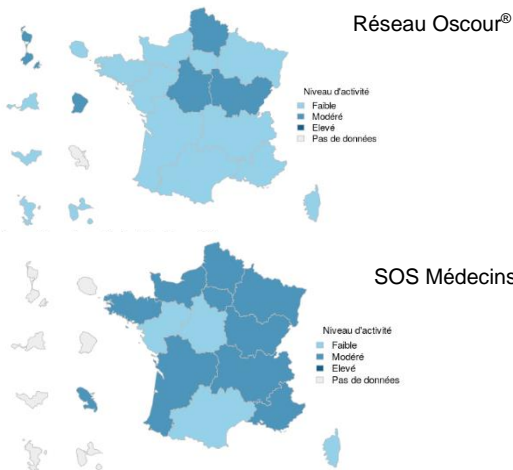 Réseau Oscour®
Niveau d'activité
Faible
Modéré
Elevé
Pas de données
SOS Médecins
Niveau d'activité
Faible
Modéré
Elevé
Pas de données